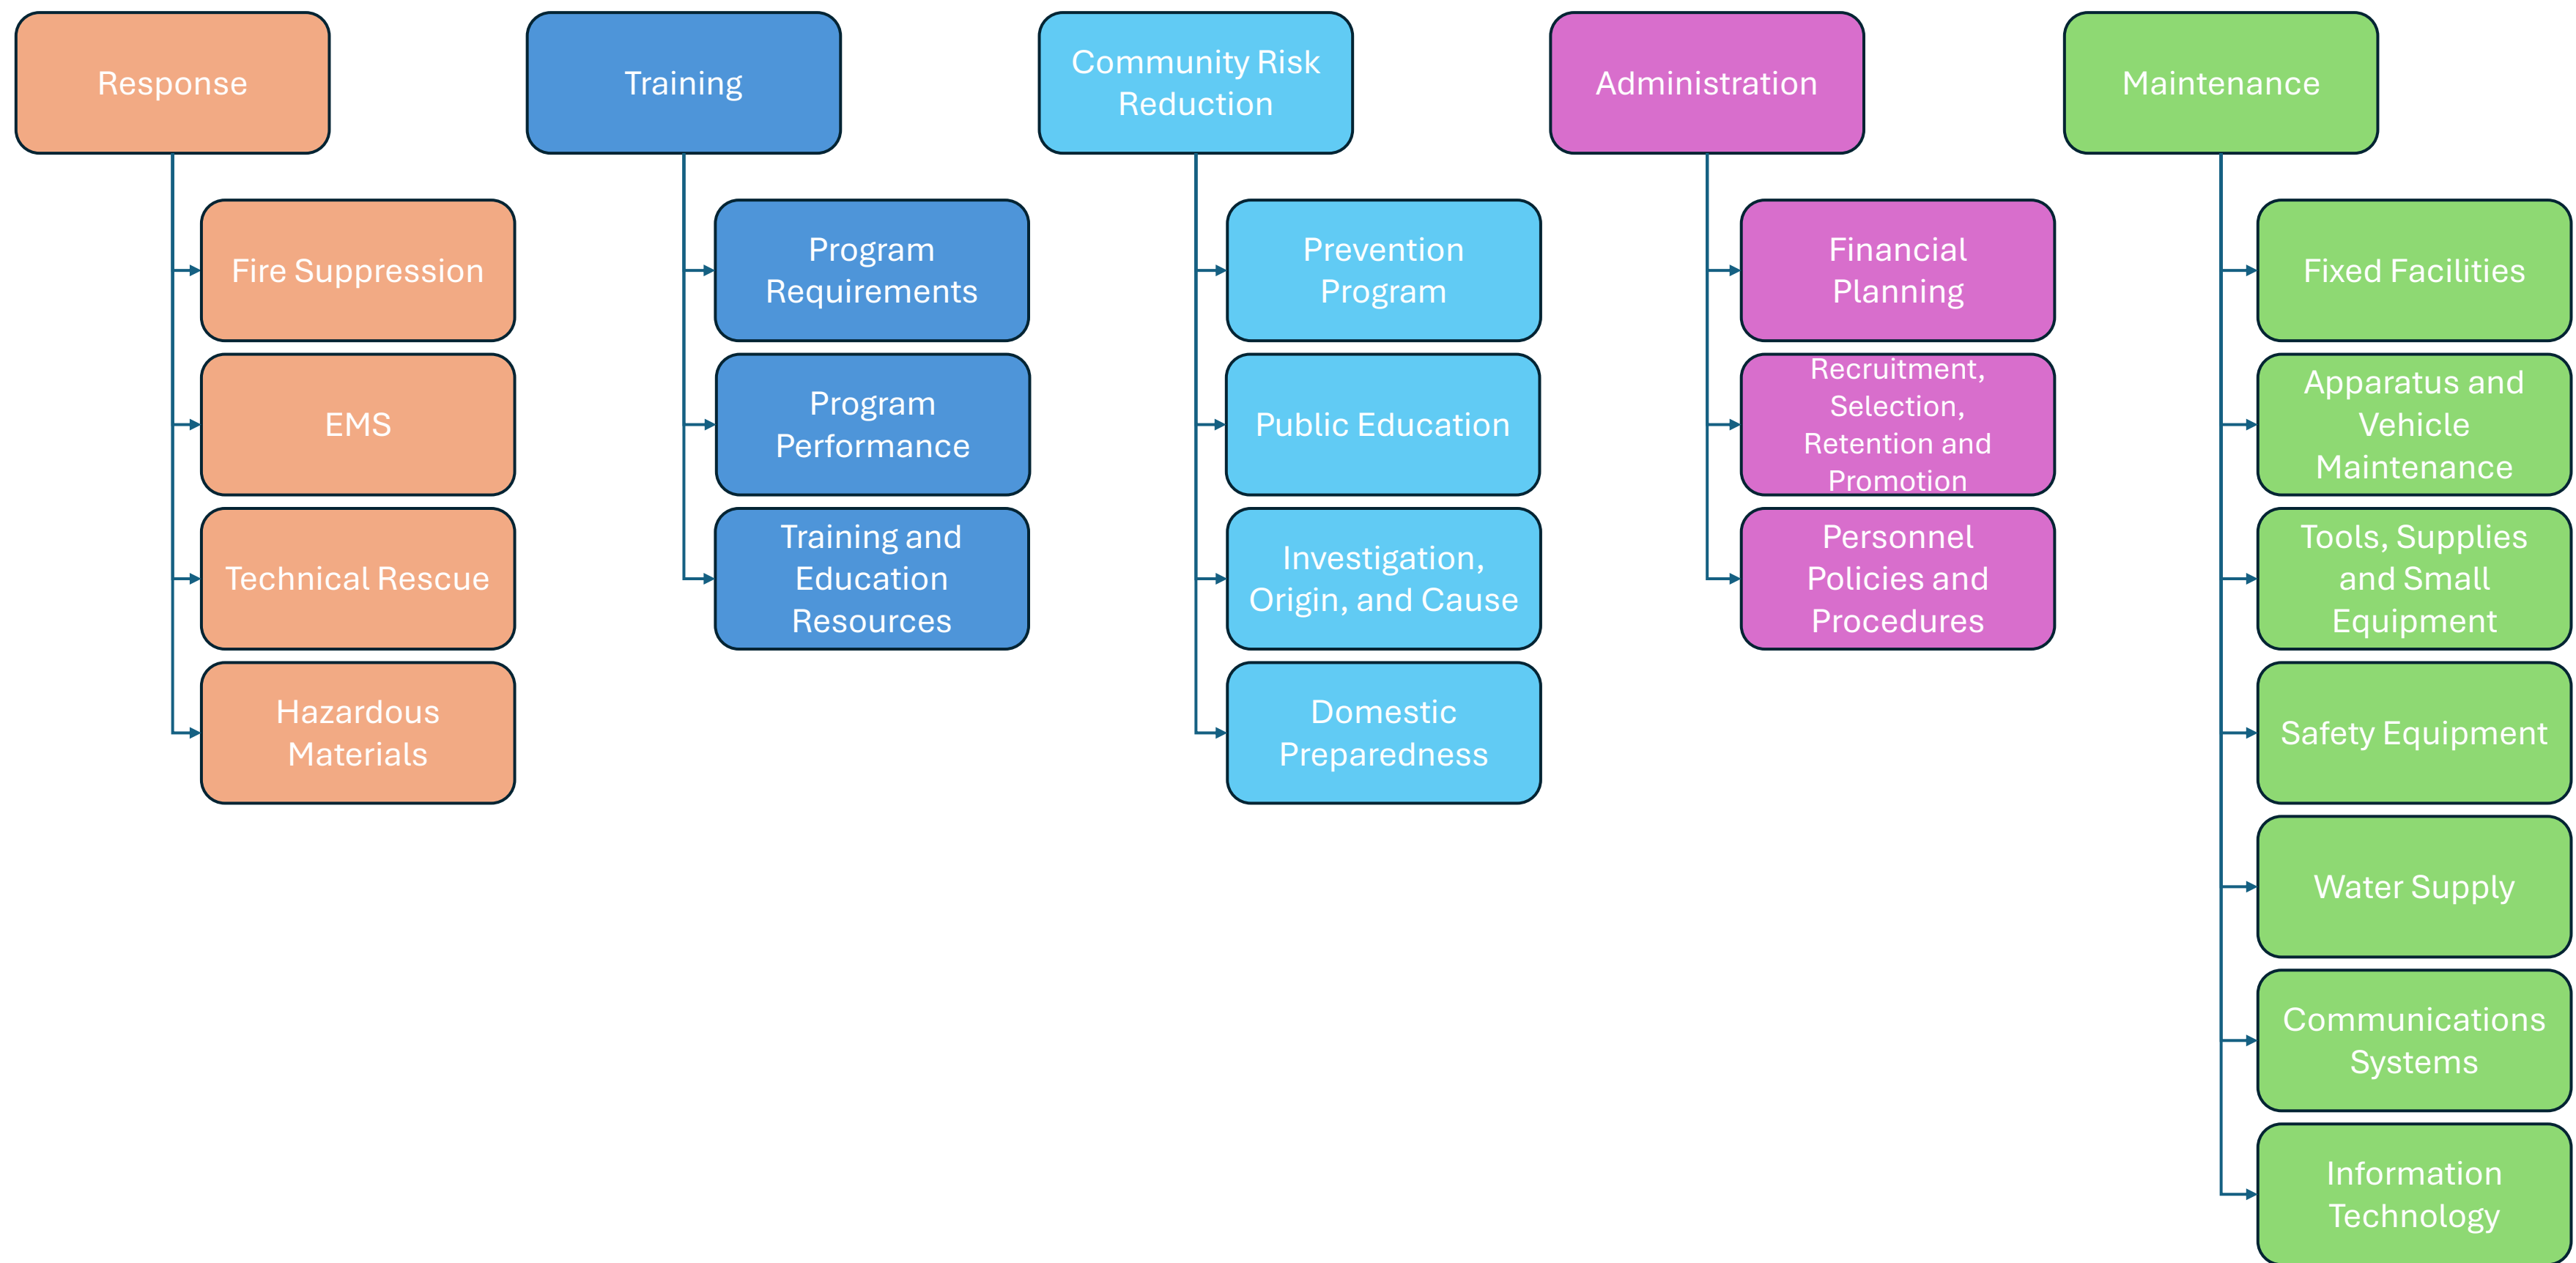 Response
Fire Suppression
EMS
Technical Rescue
Hazardous
Materials
Training
Program
Requirements
Program
Performance
Training and
Education
Resources
Community Risk
Reduction
Prevention
Program
Public Education
Investigation,
Origin, and Cause
Domestic
Preparedness
Administration
Financial
Planning
Recruitment,
Selection,
Retention and
Promotion
Personnel
Policies and
Procedures
Maintenance
Fixed Facilities
Apparatus and
Vehicle
Maintenance
Tools, Supplies
and Small
Equipment
Safety Equipment
Water Supply
Communications
Systems
Information
Technology